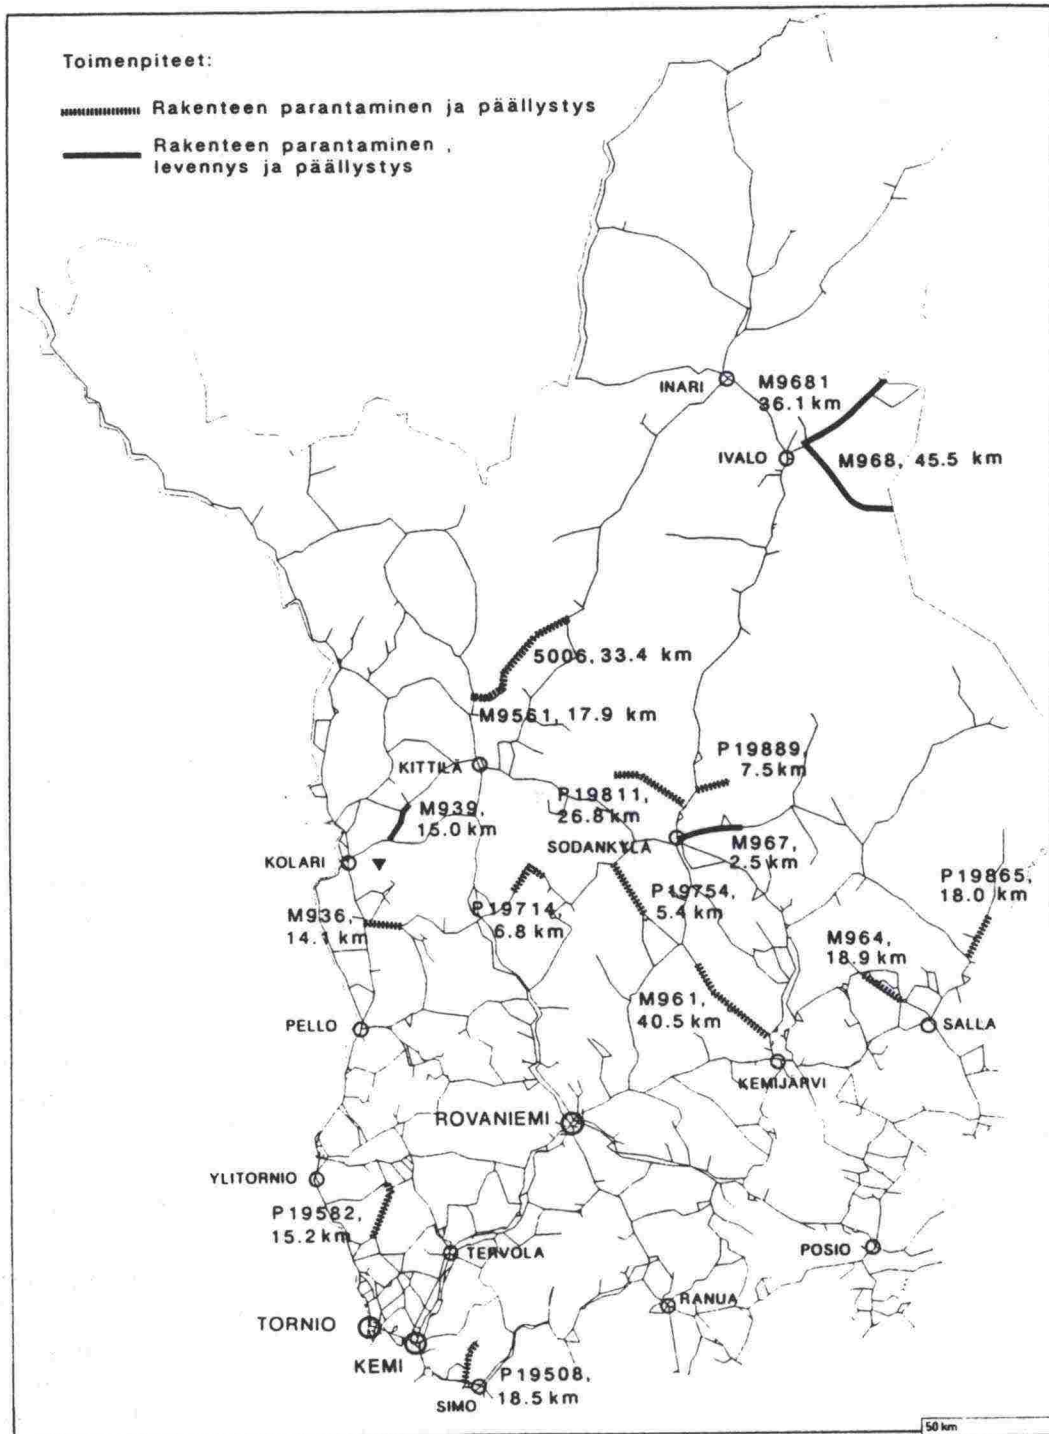 Toimenpiteet:
Rakenteen parantaminen ja päällystys
Rakenteen parantaminen ,
levennys ja päällystys
INARI
M9681
36.1 km
IVALO
M968, 45.5 km
5006, 33.4 km
M9561, 17.9 km
KITTILÄ
P19889,
7.5 km
P19811,
26.8 km
M939,
15.0 km
SODANKYLÄ
M967,
2.5 km
KOLARI
P19865,
18.0 km
P19754,
5.4 km
P19714,
6.8 km
M936,
14.1 km
M964,
18.9 km
M961,
40.5 km
PELLO
SALLA
KEMIJÄRVI
ROVANIEMI
YLITORNIO
P19582,
15.2 km
TERVOLA
POSIO
RANUA
TORNIO
KEMI
P19508,
18.5 km
SIMO
50 km